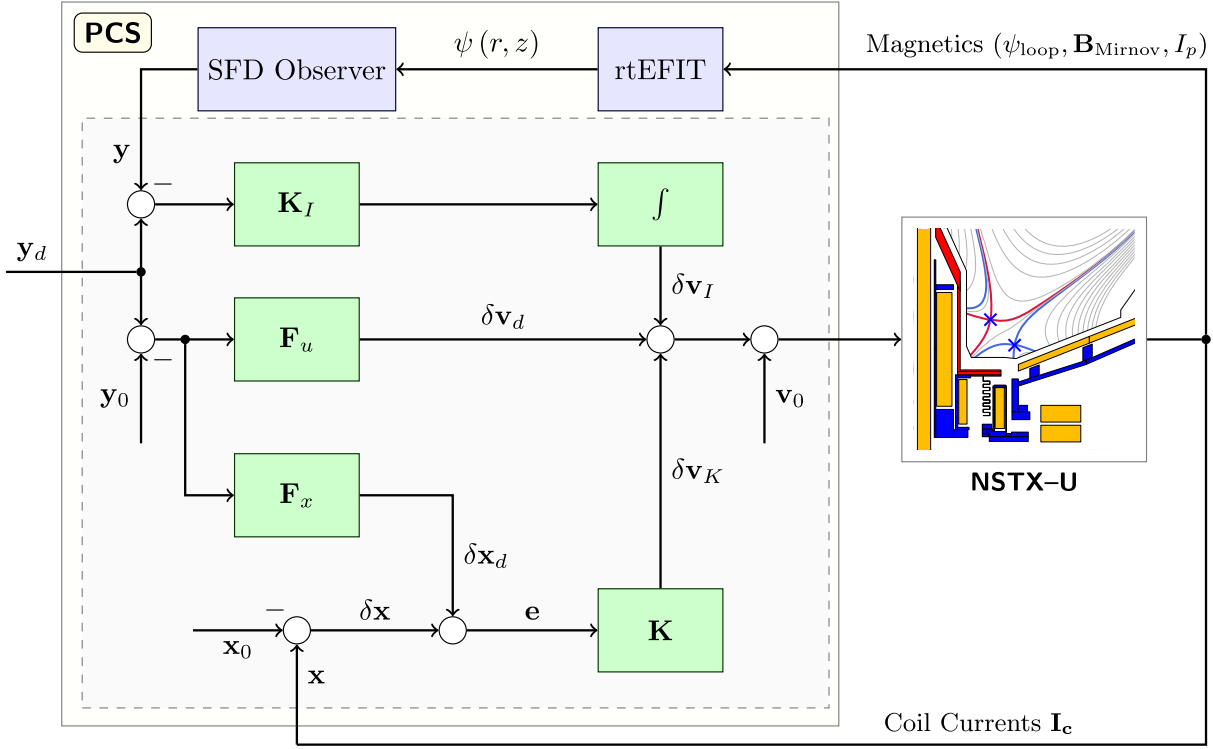 PCS
SFD Observer
ψ (r, z)
rtEFIT
Magnetics (ψ_loop, B_Mirnov, I_p)
y
−
K_I
∫
y_d
δv_I
F_u
δv_d
−
y_0
v_0
NSTX–U
δv_K
F_x
δx_d
−
x_0
δx
e
K
x
Coil Currents I_c